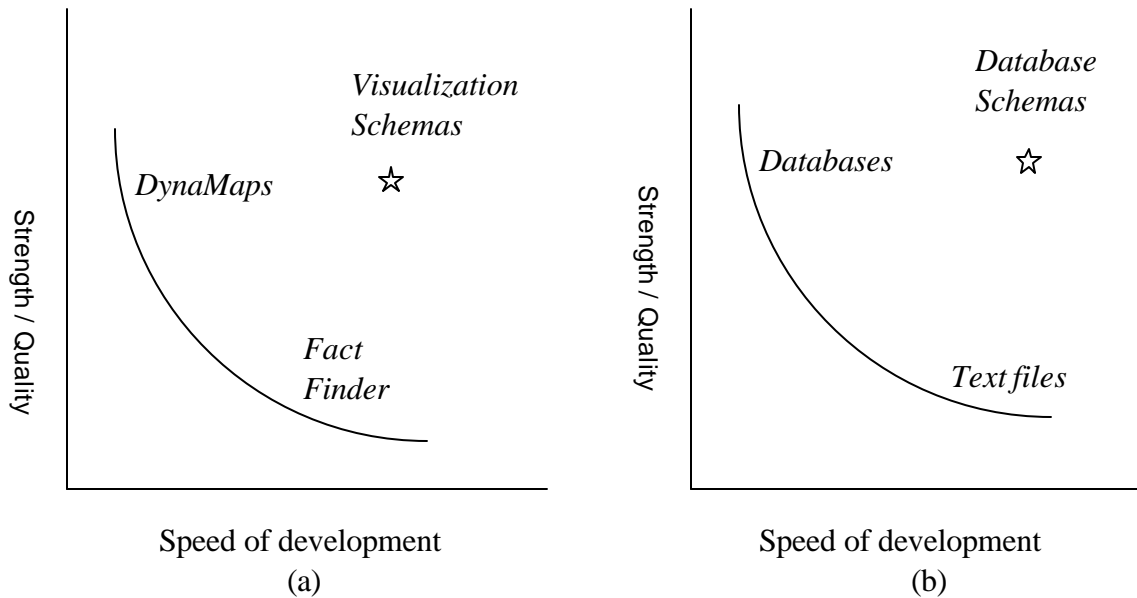 Visualization
Schemas
DynaMaps
Fact
Finder
Strength / Quality
Speed of development
(a)
Database
Schemas
Databases
Text files
Strength / Quality
Speed of development
(b)